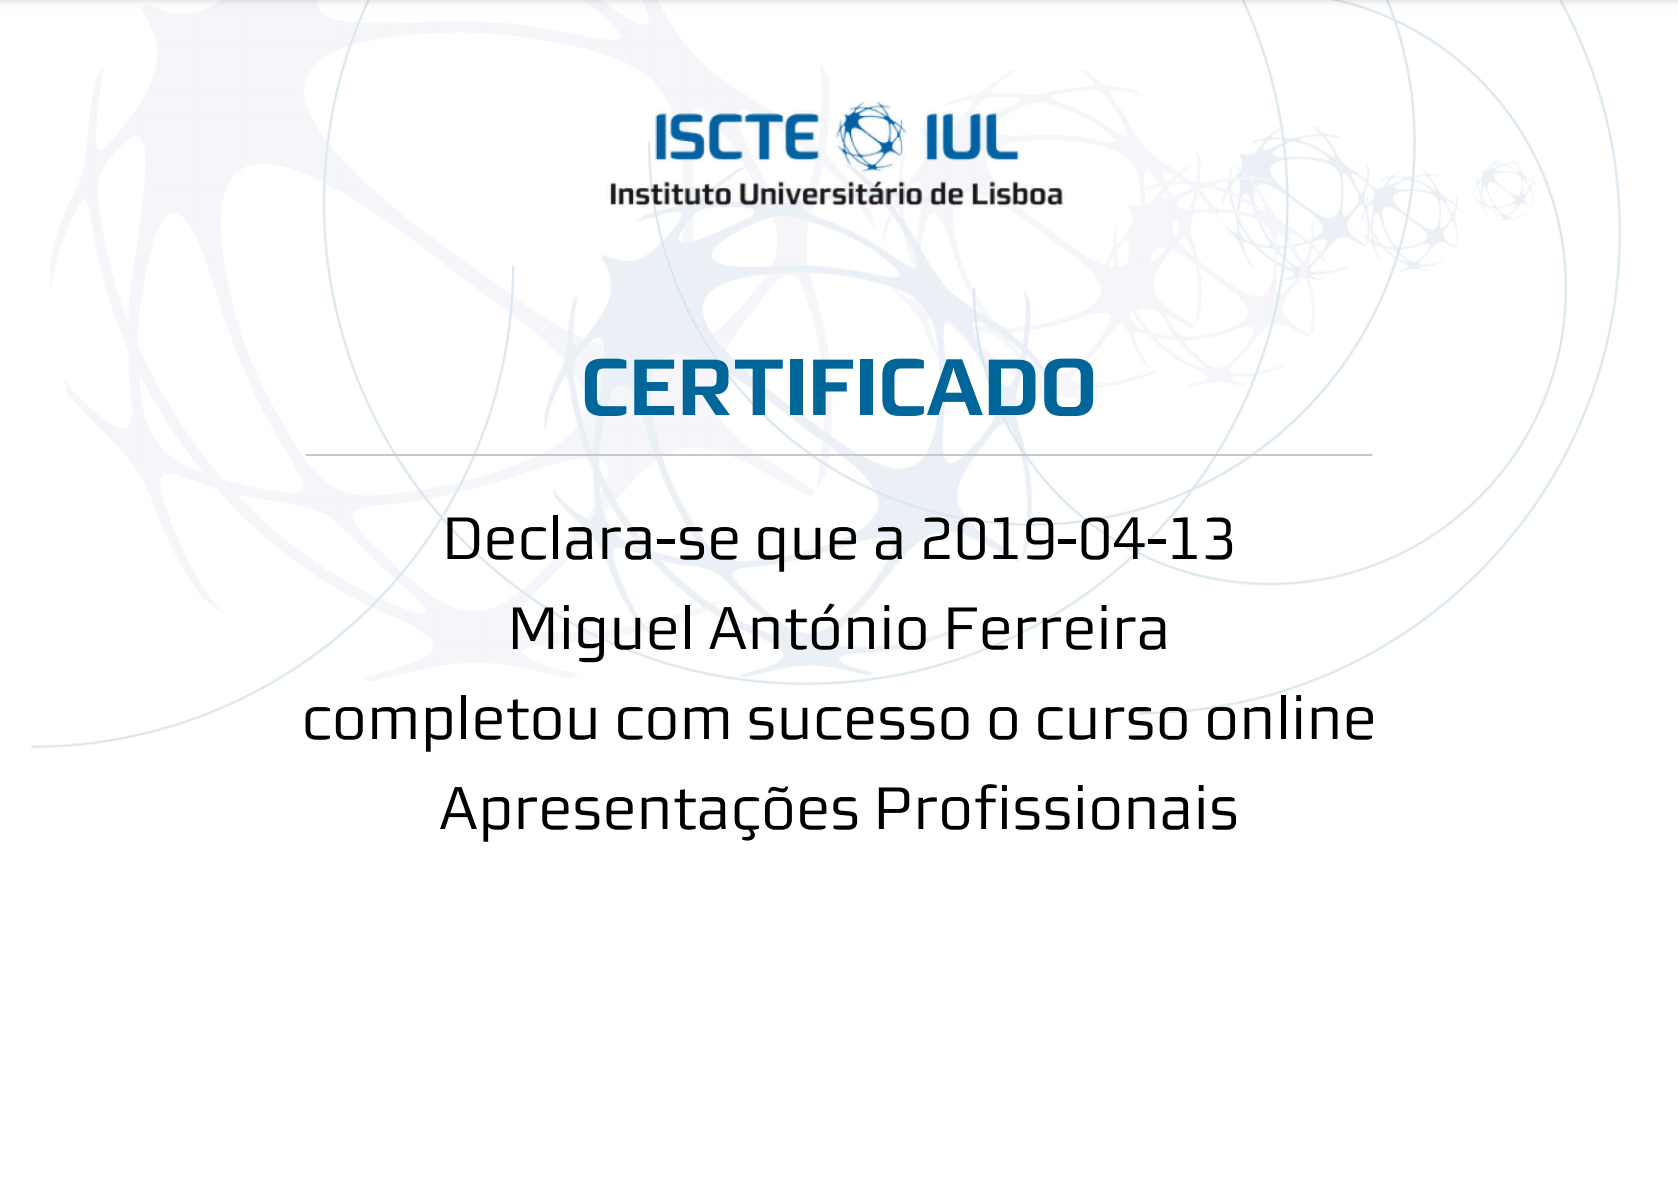 ISCTE IUL
Instituto Universitário de Lisboa
CERTIFICADO
Declara-se que a 2019-04-13
Miguel António Ferreira
completou com sucesso o curso online
Apresentações Profissionais